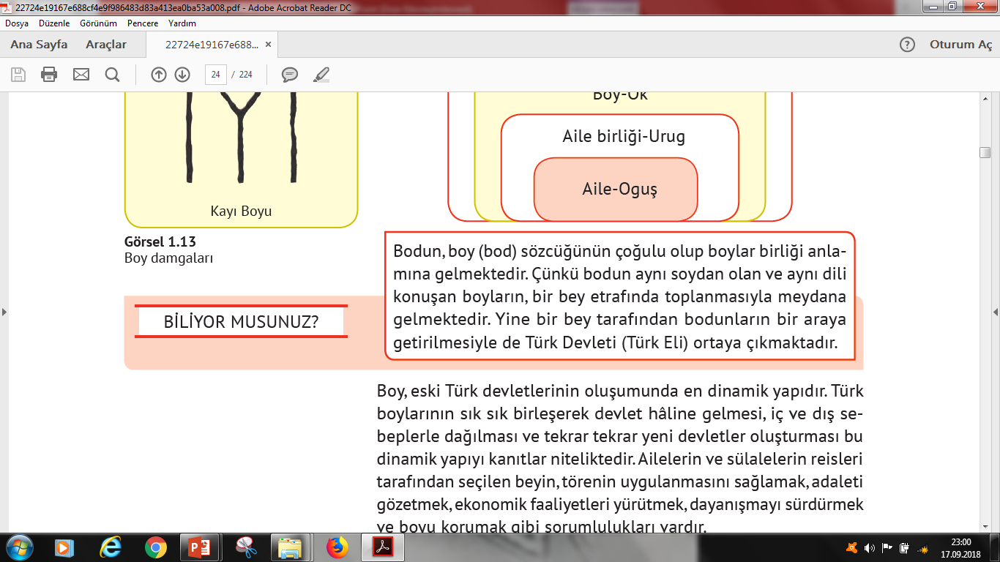 22724e19167e688cf4e9f986483d83a413ea0ba53a008.pdf - Adobe Acrobat Reader DC
Dosya Düzenle Görünüm Pencere Yardım
Ana Sayfa Araçlar 22724e19167e688... × Oturum Aç
24 / 224
Boy-Ok
Aile birliği-Urug
Aile-Oguş
Kayı Boyu
Görsel 1.13
Boy damgaları
Bodun, boy (bod) sözcüğünün çoğulu olup boylar birliği anla-
mına gelmektedir. Çünkü bodun aynı soydan olan ve aynı dili
konuşan boyların, bir bey etrafında toplanmasıyla meydana
gelmektedir. Yine bir bey tarafından bodunların bir araya
getirilmesiyle de Türk Devleti (Türk Eli) ortaya çıkmaktadır.
BİLİYOR MUSUNUZ?
Boy, eski Türk devletlerinin oluşumunda en dinamik yapıdır. Türk
boylarının sık sık birleşerek devlet hâline gelmesi, iç ve dış se-
beplerle dağılması ve tekrar tekrar yeni devletler oluşturması bu
dinamik yapıyı kanıtlar niteliktedir. Ailelerin ve sülalelerin reisleri
tarafından seçilen beyin, törenin uygulanmasını sağlamak, adaleti
gözetmek, ekonomik faaliyetleri yürütmek, dayanışmayı sürdürmek
ve boyu korumak gibi sorumlulukları vardır.
23:00
17.09.2018